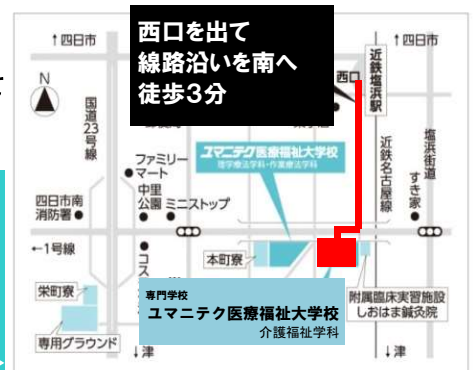 西口を出て
線路沿いを南へ
徒歩3分
↑四日市
↑四日市
N
西口
近鉄塩浜駅
国道23号線
ファミリーマート
ユマニテク医療福祉大学校
理学療法学科・作業療法学科
近鉄名古屋線
塩浜街道
すき家
四日市南
消防署
中里
公園
ミニストップ
←1号線
コス
本町寮
栄町寮
専用グラウンド
専門学校
ユマニテク医療福祉大学校
介護福祉学科
附属臨床実習施設
しおはま鍼灸院
↓津
↓津